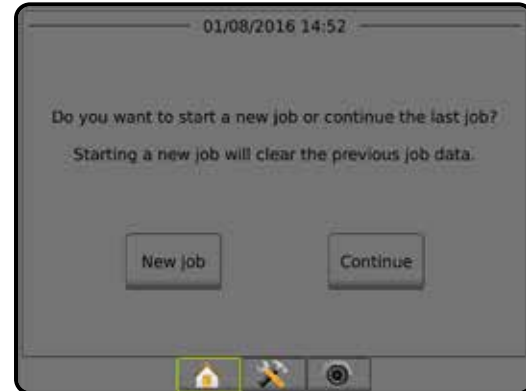 01/08/2016 14:52
Do you want to start a new job or continue the last job?
Starting a new job will clear the previous job data.
New job
Continue